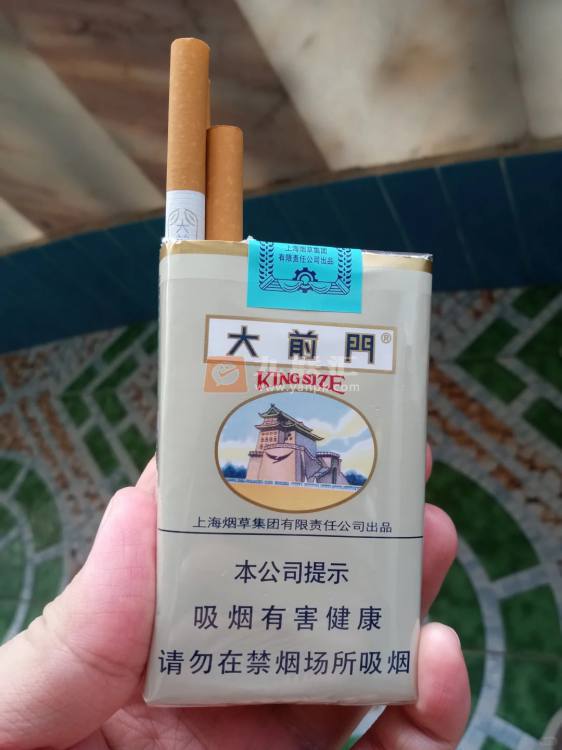 上海烟草集团
有限责任公司出品
大前門®
KING SIZE
上海烟草集团有限责任公司出品
本公司提示
吸烟有害健康
请勿在禁烟场所吸烟